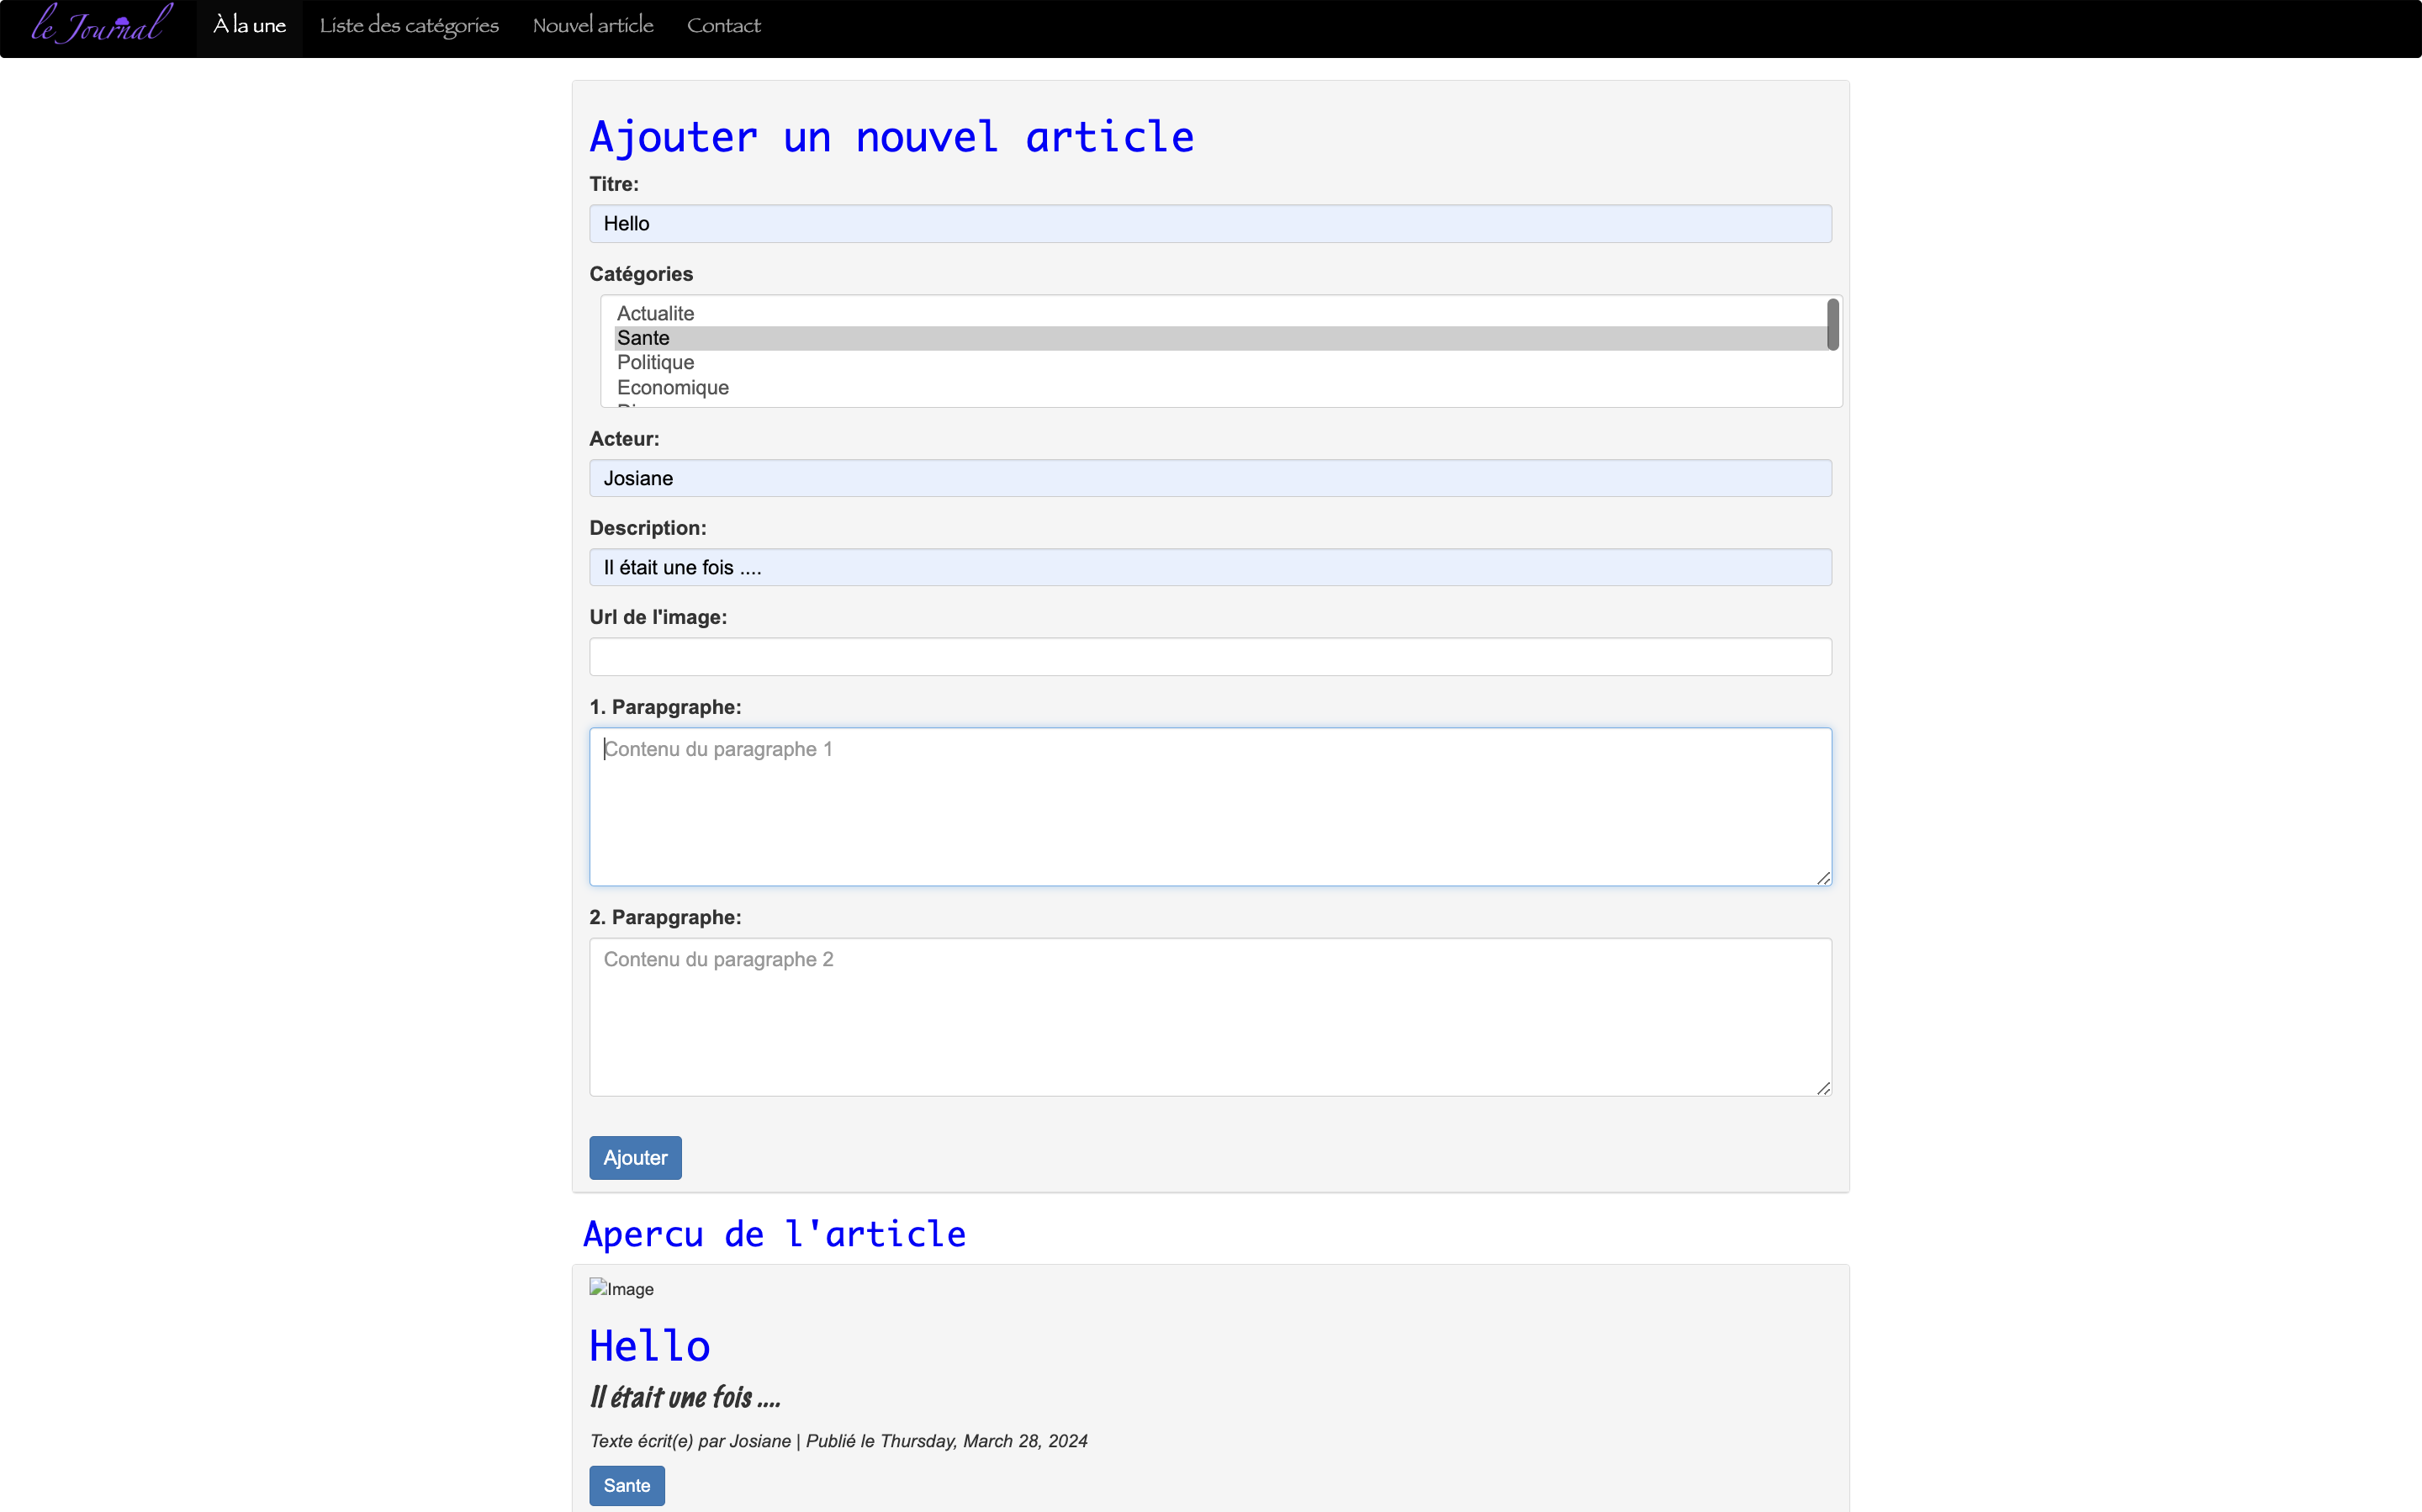 le Journal
À la une
Liste des catégories
Nouvel article
Contact
Ajouter un nouvel article
Titre:
Hello
Catégories
Actualite
Sante
Politique
Economique
Acteur:
Josiane
Description:
Il était une fois ....
Url de l'image:
1. Parapgraphe:
Contenu du paragraphe 1
2. Parapgraphe:
Contenu du paragraphe 2
Ajouter
Apercu de l'article
Image
Hello
Il était une fois ....
Texte écrit(e) par Josiane | Publié le Thursday, March 28, 2024
Sante